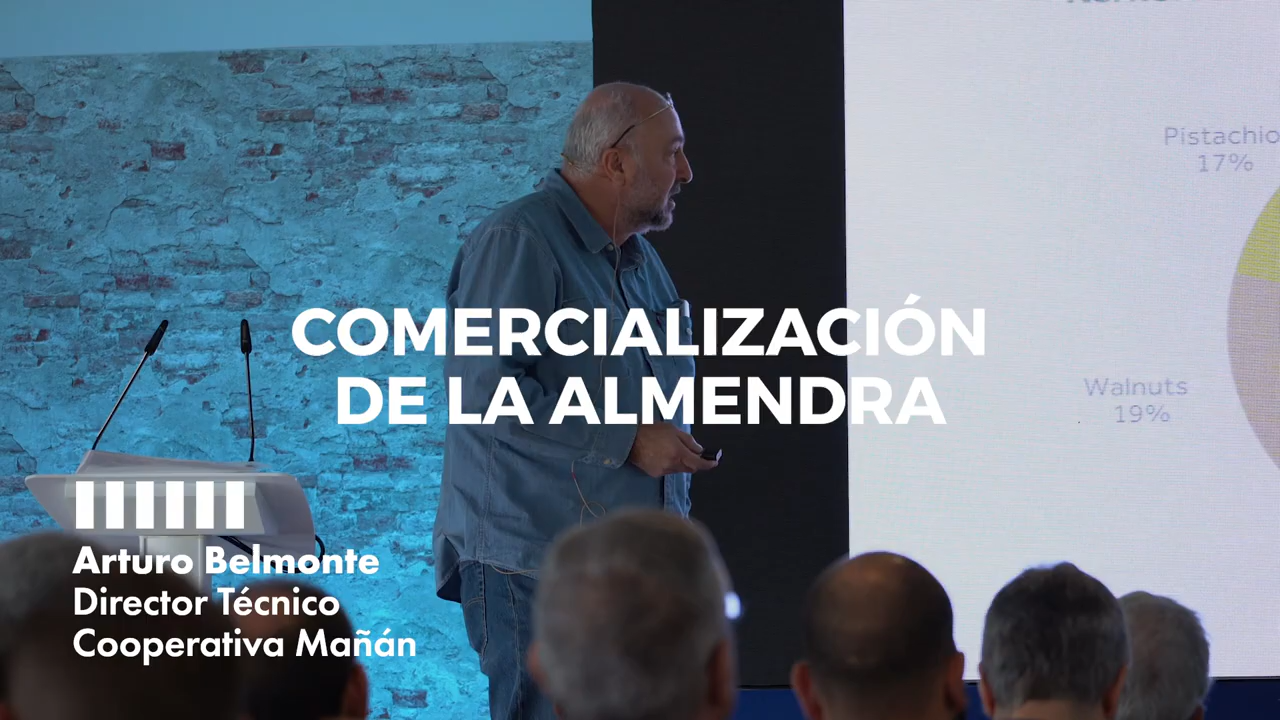 Pistachio
17%
COMERCIALIZACIÓN
DE LA ALMENDRA
Walnuts
19%
Arturo Belmonte
Director Técnico
Cooperativa Mañán